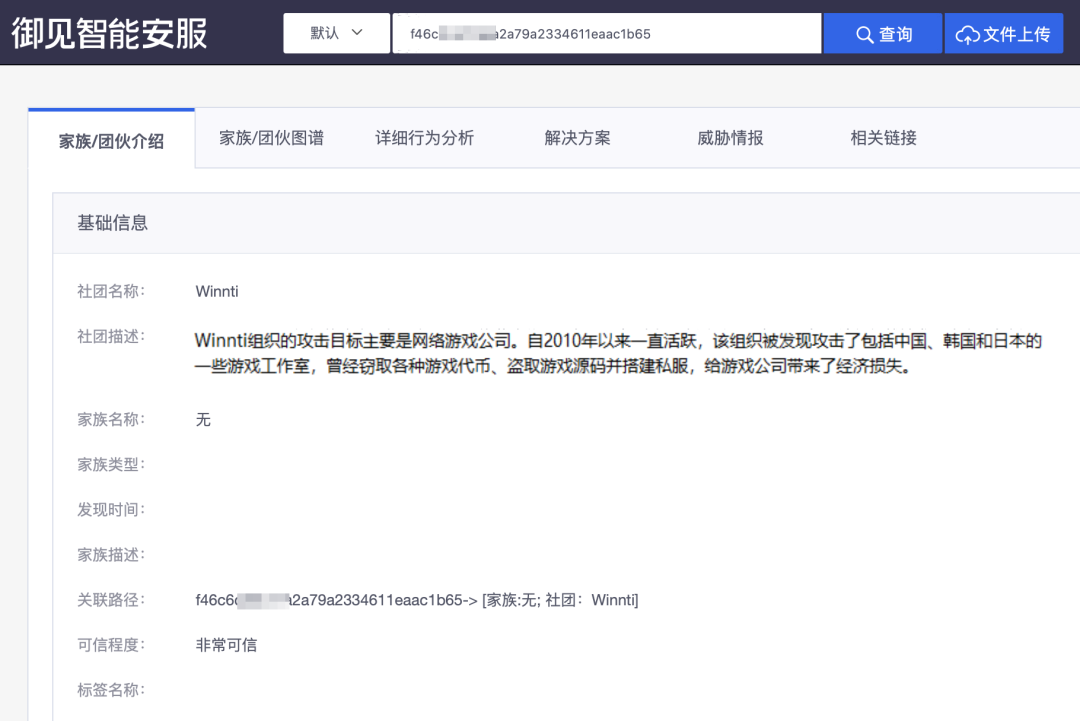 御见智能安服
默认
f46c a2a79a2334611eaac1b65
查询
文件上传
家族/团伙介绍
家族/团伙图谱
详细行为分析
解决方案
威胁情报
相关链接
基础信息
社团名称： Winnti
社团描述： Winnti组织的攻击目标主要是网络游戏公司。自2010年以来一直活跃，该组织被发现攻击了包括中国、韩国和日本的
一些游戏工作室，曾经窃取各种游戏代币、盗取游戏源码并搭建私服，给游戏公司带来了经济损失。
家族名称： 无
家族类型：
发现时间：
家族描述：
关联路径： f46c6 a2a79a2334611eaac1b65-> [家族:无; 社团：Winnti]
可信程度： 非常可信
标签名称：